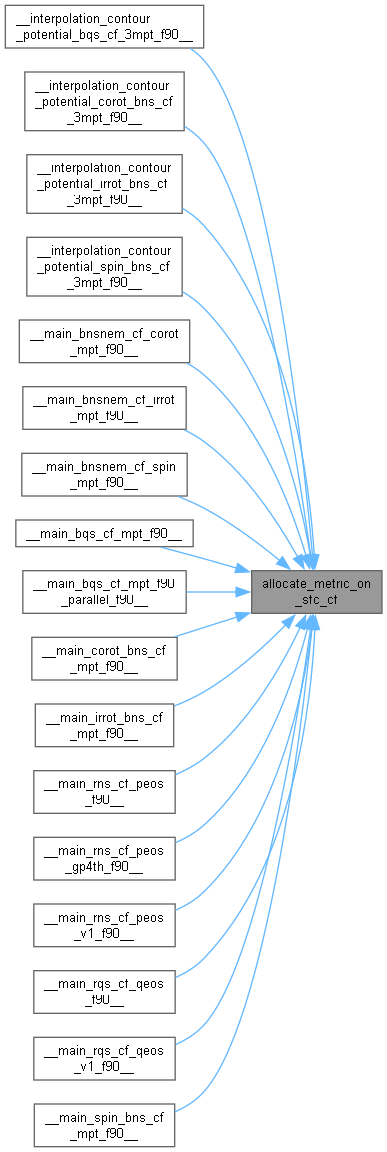 __interpolation_contour
_potential_bqs_cf_3mpt_f90__
__interpolation_contour
_potential_corot_bns_cf
_3mpt_f90__
__interpolation_contour
_potential_irrot_bns_cf
_3mpt_f90__
__interpolation_contour
_potential_spin_bns_cf
_3mpt_f90__
__main_bnsnem_cf_corot
_mpt_f90__
__main_bnsnem_cf_irrot
_mpt_f90__
__main_bnsnem_cf_spin
_mpt_f90__
__main_bqs_cf_mpt_f90__
__main_bqs_cf_mpt_f90
_parallel_f90__
allocate_metric_on
_sfc_cf
__main_corot_bns_cf
_mpt_f90__
__main_irrot_bns_cf
_mpt_f90__
__main_rns_cf_peos
_f90__
__main_rns_cf_peos
_gp4th_f90__
__main_rns_cf_peos
_v1_f90__
__main_rqs_cf_qeos
_f90__
__main_rqs_cf_qeos
_v1_f90__
__main_spin_bns_cf
_mpt_f90__